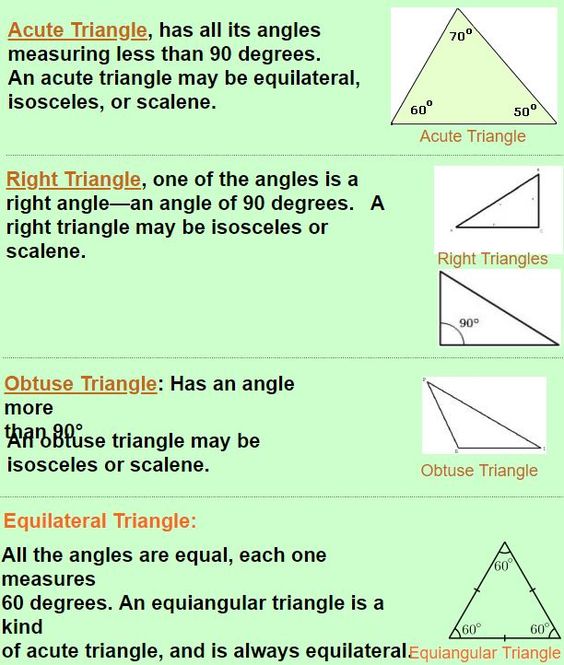 Acute Triangle, has all its angles
measuring less than 90 degrees.
An acute triangle may be equilateral,
isosceles, or scalene.
70°
60°
50°
Acute Triangle
Right Triangle, one of the angles is a
right angle—an angle of 90 degrees. A
right triangle may be isosceles or
scalene.
Right Triangles
90°
Obtuse Triangle: Has an angle
more
than 90°
An obtuse triangle may be
isosceles or scalene.
Obtuse Triangle
Equilateral Triangle:
All the angles are equal, each one
measures
60 degrees. An equiangular triangle is a
kind
of acute triangle, and is always equilateral.
60°
60°
60°
Equiangular Triangle